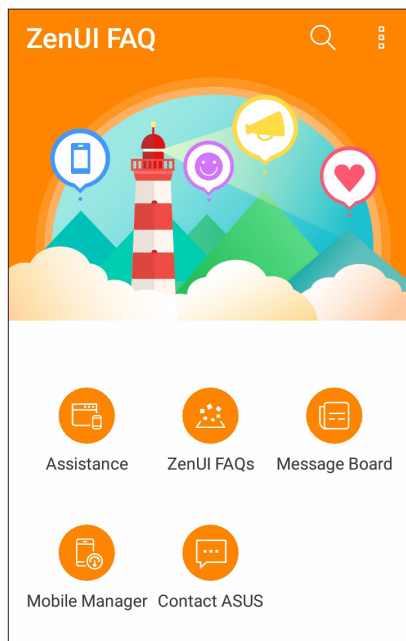 ZenUI FAQ
Assistance
ZenUI FAQs
Message Board
Mobile Manager
Contact ASUS